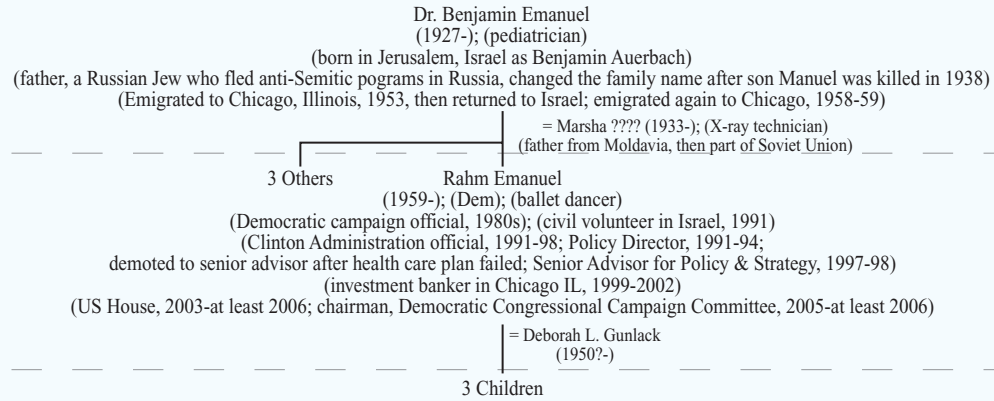 Dr. Benjamin Emanuel
(1927-); (pediatrician)
(born in Jerusalem, Israel as Benjamin Auerbach)
(father, a Russian Jew who fled anti-Semitic pograms in Russia, changed the family name after son Manuel was killed in 1938)
(Emigrated to Chicago, Illinois, 1953, then returned to Israel; emigrated again to Chicago, 1958-59)
= Marsha ???? (1933-); (X-ray technician)
(father from Moldavia, then part of Soviet Union)
3 Others
Rahm Emanuel
(1959-); (Dem); (ballet dancer)
(Democratic campaign official, 1980s); (civil volunteer in Israel, 1991)
(Clinton Administration official, 1991-98; Policy Director, 1991-94;
demoted to senior advisor after health care plan failed; Senior Advisor for Policy & Strategy, 1997-98)
(investment banker in Chicago IL, 1999-2002)
(US House, 2003-at least 2006; chairman, Democratic Congressional Campaign Committee, 2005-at least 2006)
= Deborah L. Gunlack
(1950?-)
3 Children